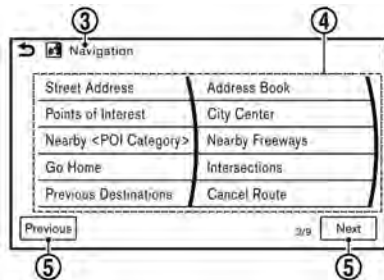 ③ ④
Navigation
Street Address Address Book
Points of Interest City Center
Nearby <POI Category> Nearby Freeways
Go Home Intersections
Previous Destinations Cancel Route
Previous 3/9 Next
⑤ ⑤